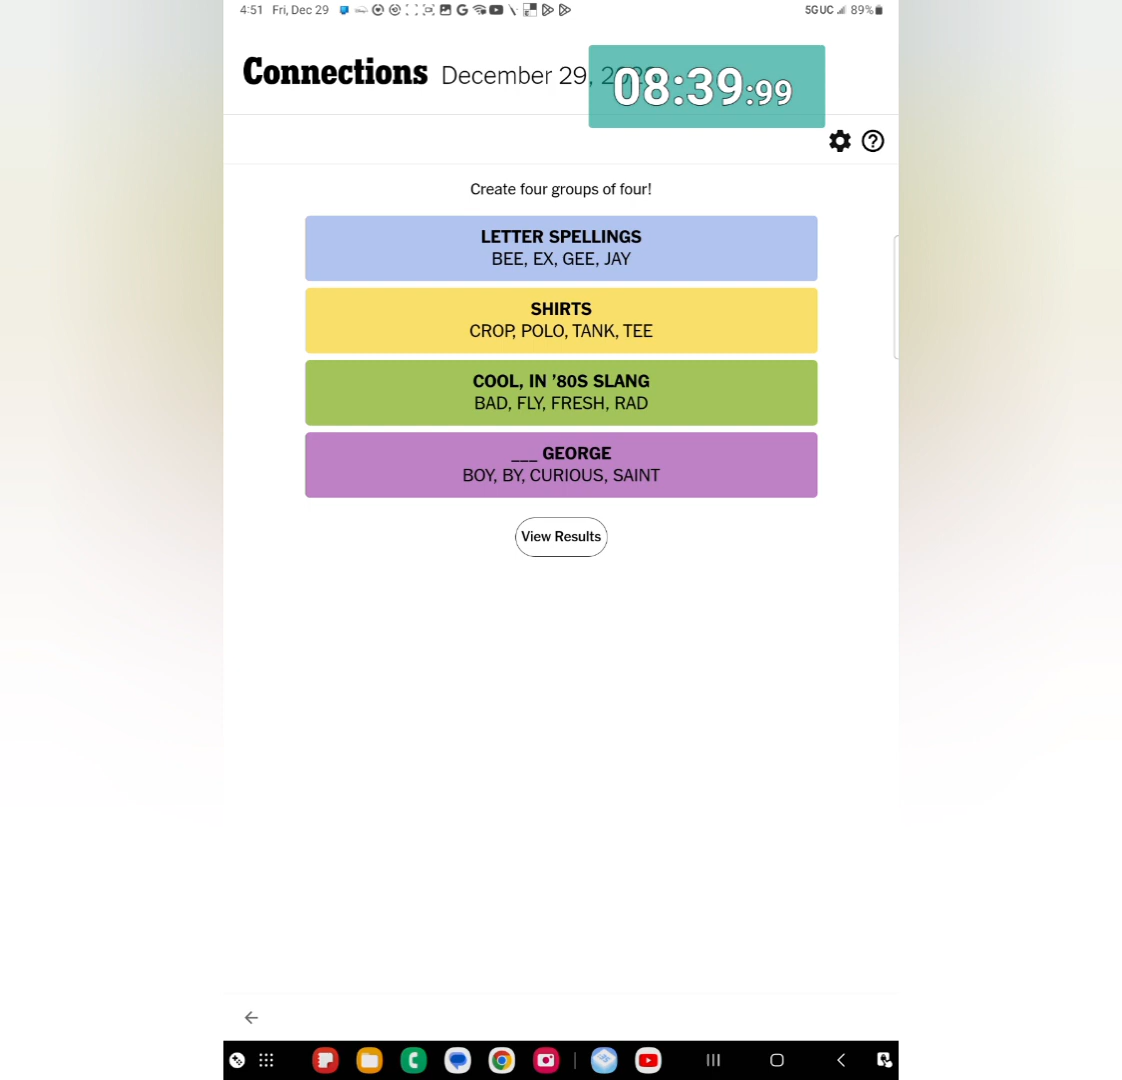 4:51 Fri, Dec 29
5G UC 89%
Connections December 29,
08:39:99
Create four groups of four!
LETTER SPELLINGS
BEE, EX, GEE, JAY
SHIRTS
CROP, POLO, TANK, TEE
COOL, IN ’80S SLANG
BAD, FLY, FRESH, RAD
___ GEORGE
BOY, BY, CURIOUS, SAINT
View Results